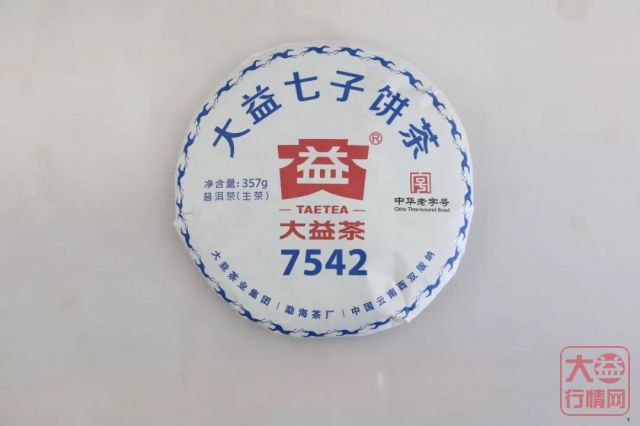 大益七子饼茶
益
®
净含量:357g
普洱茶(生茶)
TAETEA
大益茶
中华老字号
China Time-honored Brand
7542
大益茶业集团 | 勐海茶厂 | 中国云南西双版纳
大益
行情网